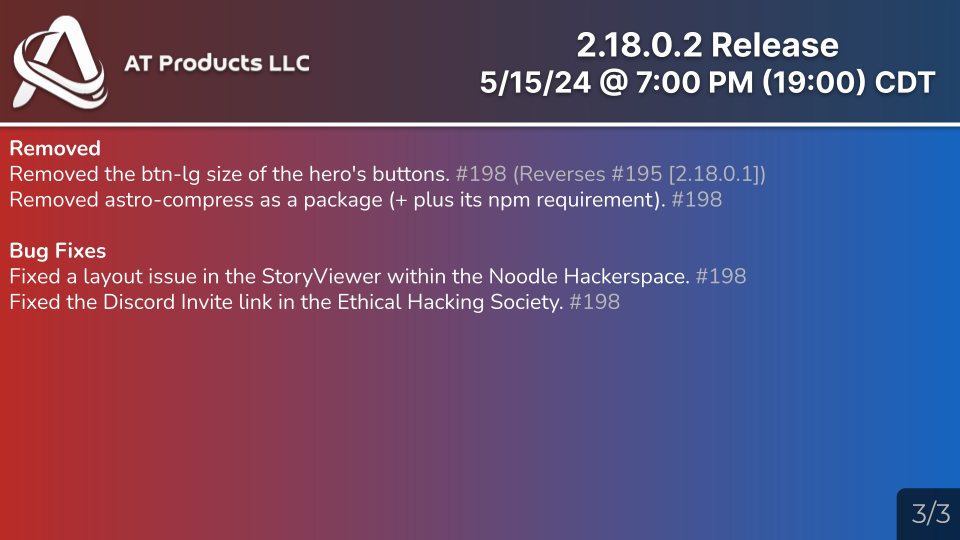 AT Products LLC
2.18.0.2 Release
5/15/24 @ 7:00 PM (19:00) CDT
Removed
Removed the btn-lg size of the hero's buttons. #198 (Reverses #195 [2.18.0.1])
Removed astro-compress as a package (+ plus its npm requirement). #198
Bug Fixes
Fixed a layout issue in the StoryViewer within the Noodle Hackerspace. #198
Fixed the Discord Invite link in the Ethical Hacking Society. #198
3/3